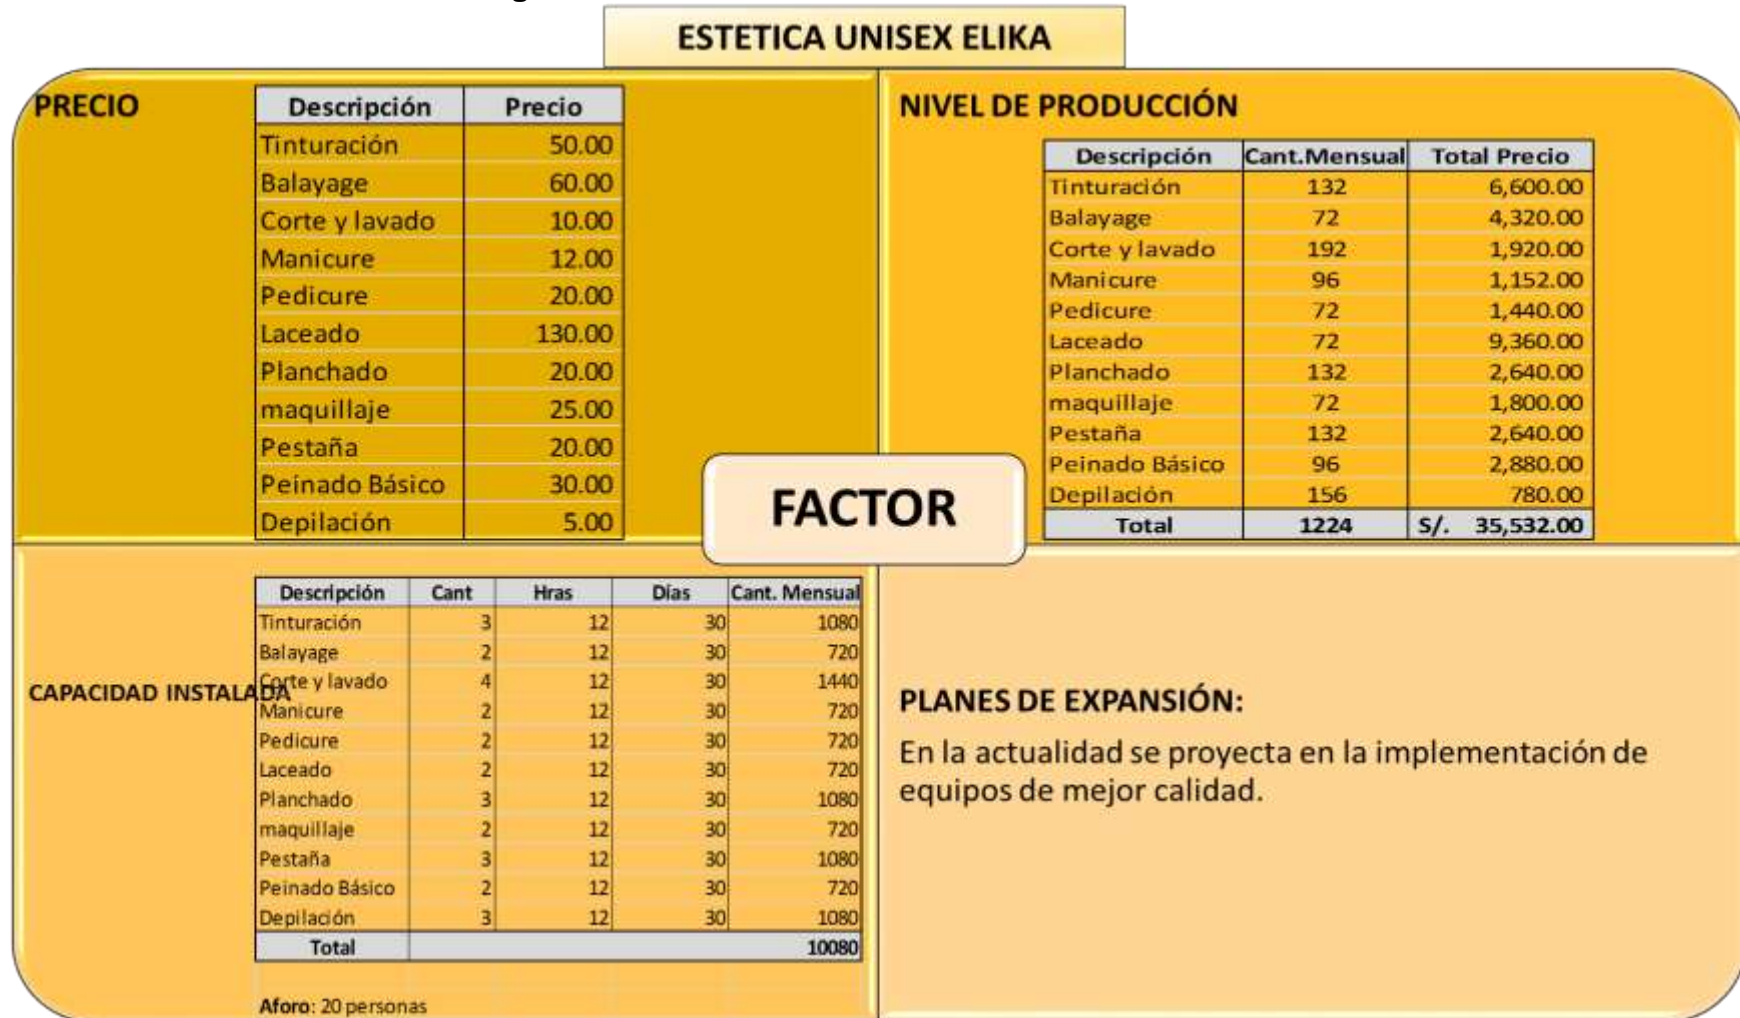 ESTETICA UNISEX ELIKA
PRECIO
Descripción Precio
Tinturación 50.00
Balayage 60.00
Corte y lavado 10.00
Manicure 12.00
Pedicure 20.00
Laceado 130.00
Planchado 20.00
maquillaje 25.00
Pestaña 20.00
Peinado Básico 30.00
Depilación 5.00
NIVEL DE PRODUCCIÓN
Descripción Cant.Mensual Total Precio
Tinturación 132 6,600.00
Balayage 72 4,320.00
Corte y lavado 192 1,920.00
Manicure 96 1,152.00
Pedicure 72 1,440.00
Laceado 72 9,360.00
Planchado 132 2,640.00
maquillaje 72 1,800.00
Pestaña 132 2,640.00
Peinado Básico 96 2,880.00
Depilación 156 780.00
Total 1224 S/. 35,532.00
FACTOR
CAPACIDAD INSTALADA
Descripción Cant Hras Días Cant. Mensual
Tinturación 3 12 30 1080
Balayage 2 12 30 720
Corte y lavado 4 12 30 1440
Manicure 2 12 30 720
Pedicure 2 12 30 720
Laceado 2 12 30 720
Planchado 3 12 30 1080
maquillaje 2 12 30 720
Pestaña 3 12 30 1080
Peinado Básico 2 12 30 720
Depilación 3 12 30 1080
Total 10080
Aforo: 20 personas
PLANES DE EXPANSIÓN:
En la actualidad se proyecta en la implementación de
equipos de mejor calidad.